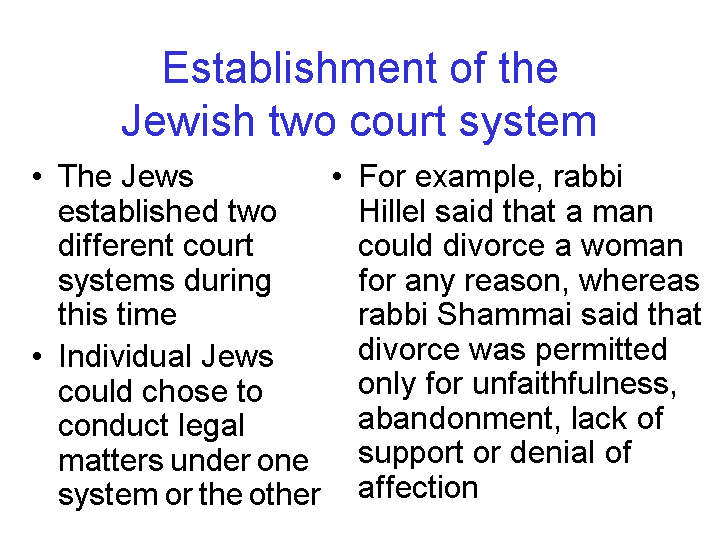 Establishment of the
Jewish two court system
• The Jews
established two
different court
systems during
this time
• Individual Jews
could chose to
conduct legal
matters under one
system or the other
• For example, rabbi
Hillel said that a man
could divorce a woman
for any reason, whereas
rabbi Shammai said that
divorce was permitted
only for unfaithfulness,
abandonment, lack of
support or denial of
affection